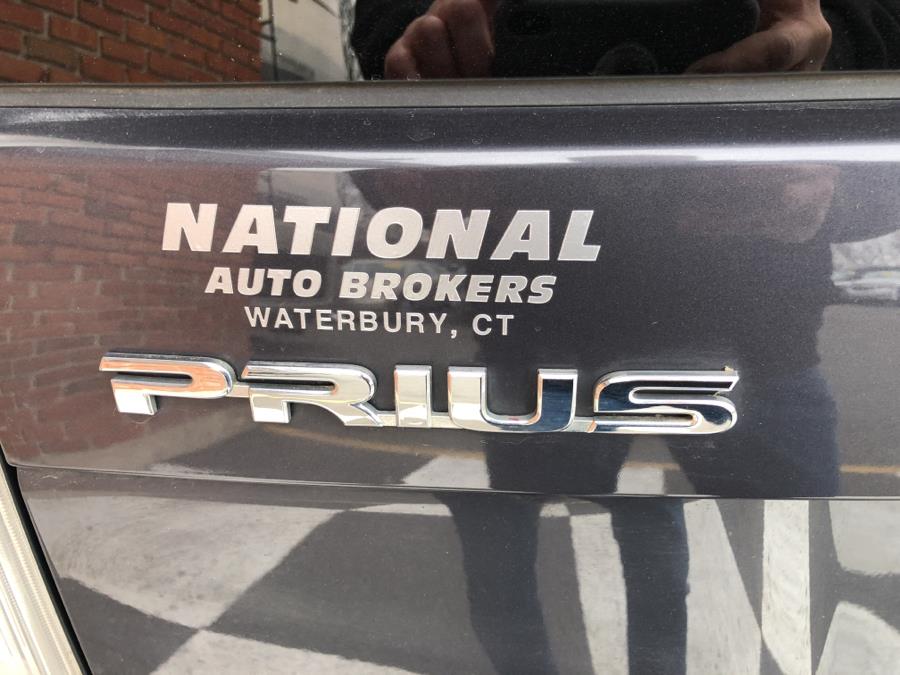 NATIONAL
AUTO BROKERS
WATERBURY, CT
PRIUS